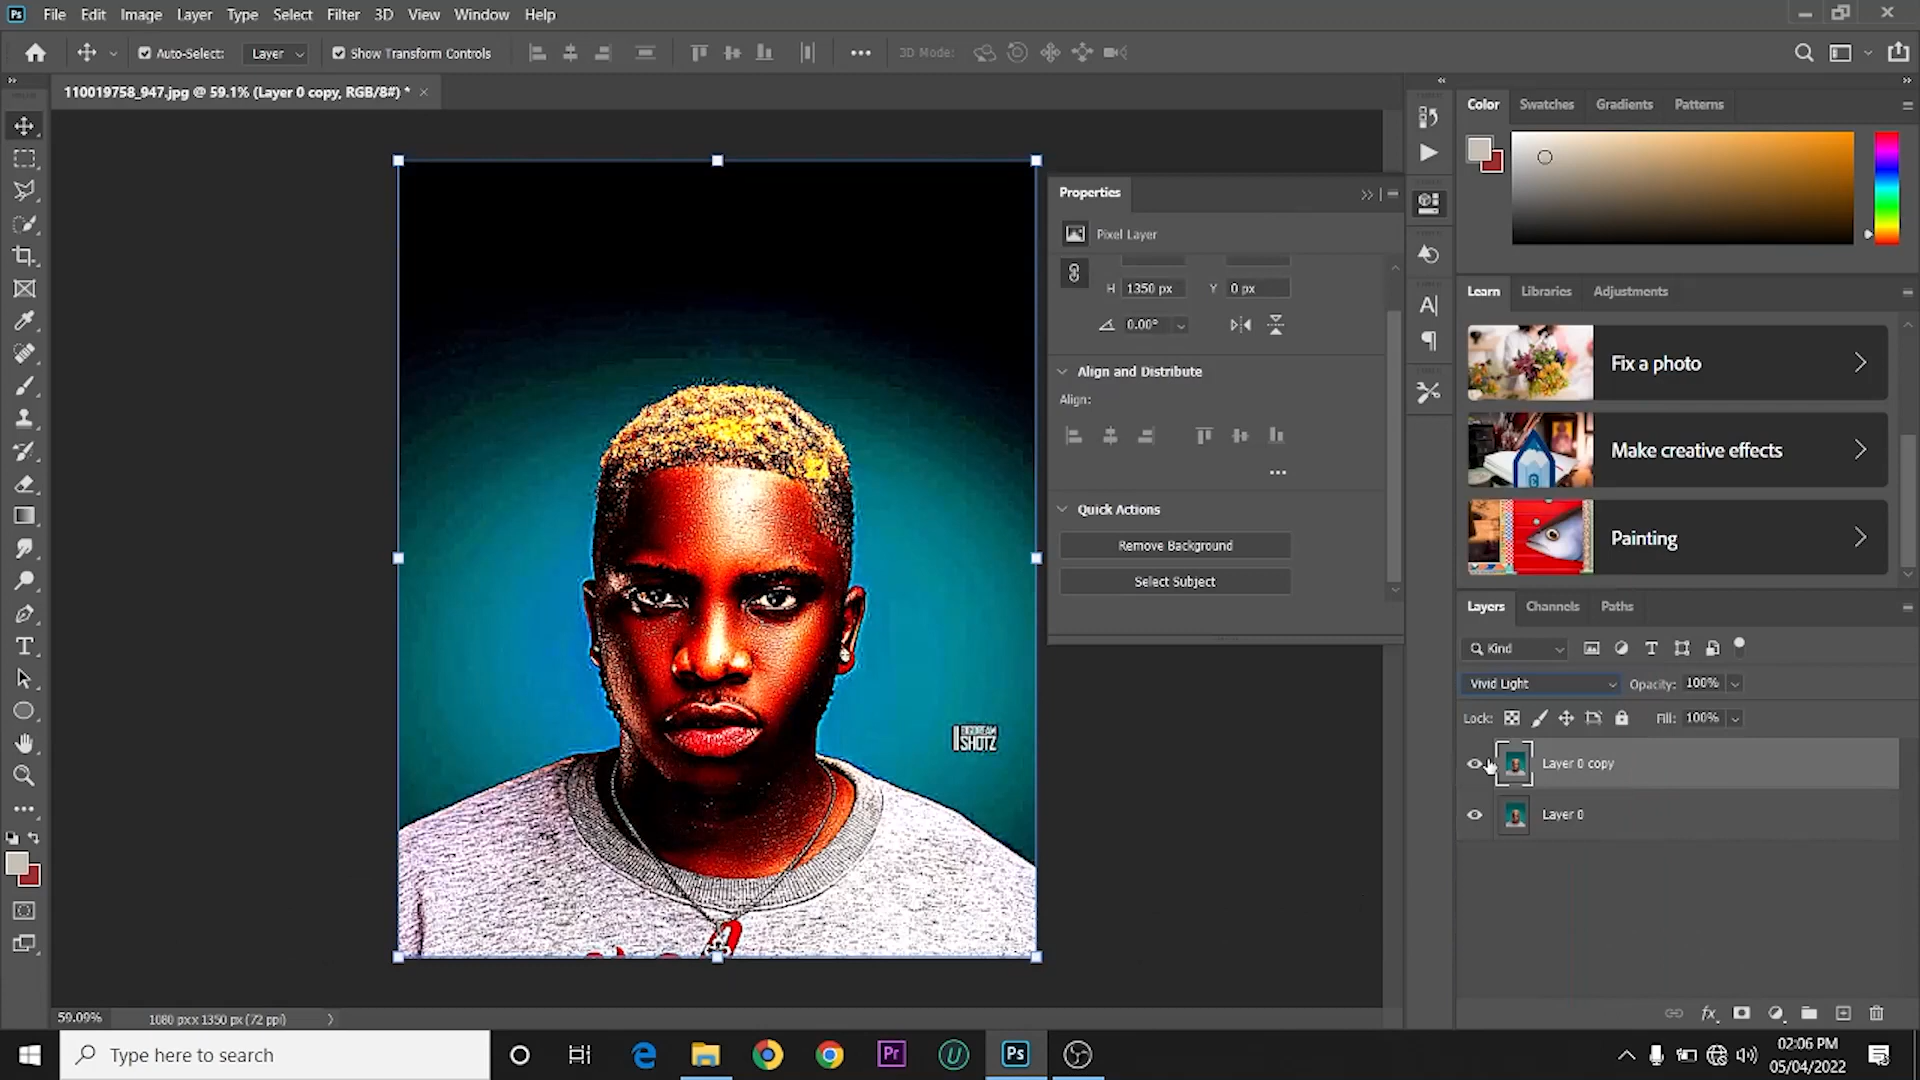 Ps File Edit Image Layer Type Select Filter 3D View Window Help
Auto-Select: Layer Show Transform Controls 3D Mode:
110019758_947.jpg @ 59.1% (Layer 0 copy, RGB/8#) *
Color Swatches Gradients Patterns
Properties
Pixel Layer
H 1350 px Y 0 px
0.00°
Align and Distribute
Align:
Quick Actions
Remove Background
Select Subject
Learn Libraries Adjustments
Fix a photo
Make creative effects
Painting
Layers Channels Paths
Kind
Vivid Light Opacity: 100%
Lock: Fill: 100%
Layer 0 copy
Layer 0
SHOTZ
59.09% 1080 px x 1350 px (72 ppi)
Type here to search
Pr
Ps
02:06 PM
05/04/2022